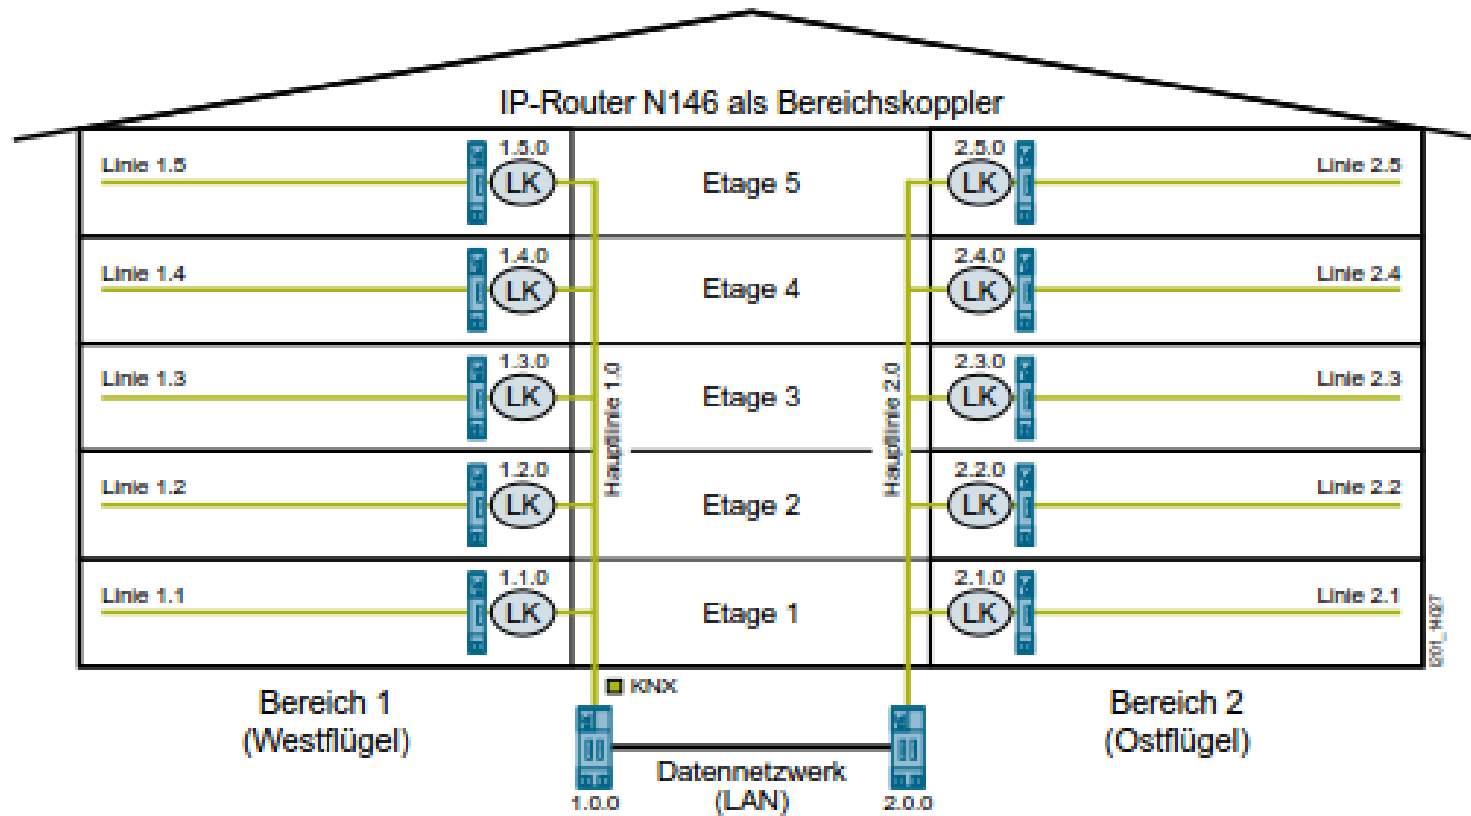 IP-Router N146 als Bereichskoppler
Linie 1.5
1.5.0
LK
Etage 5
2.5.0
LK
Linie 2.5
Linie 1.4
1.4.0
LK
Etage 4
2.4.0
LK
Linie 2.4
Linie 1.3
1.3.0
LK
Etage 3
2.3.0
LK
Linie 2.3
Hauptlinie 1.0
Hauptlinie 2.0
Linie 1.2
1.2.0
LK
Etage 2
2.2.0
LK
Linie 2.2
Linie 1.1
1.1.0
LK
Etage 1
2.1.0
LK
Linie 2.1
I201_14027
KNX
Bereich 1
(Westflügel)
Bereich 2
(Ostflügel)
Datennetzwerk
(LAN)
1.0.0
2.0.0